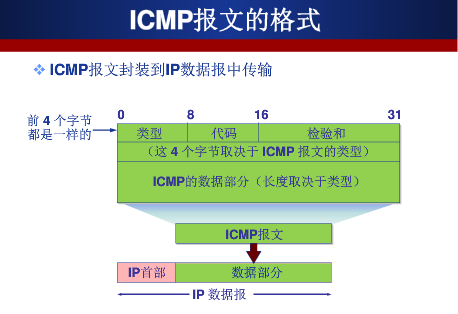 ICMP报文的格式
ICMP报文封装到IP数据报中传输
前 4 个字节
都是一样的
0 8 16 31
类型 代码 检验和
（这 4 个字节取决于 ICMP 报文的类型）
ICMP的数据部分（长度取决于类型）
ICMP报文
IP首部 数据部分
IP 数据报